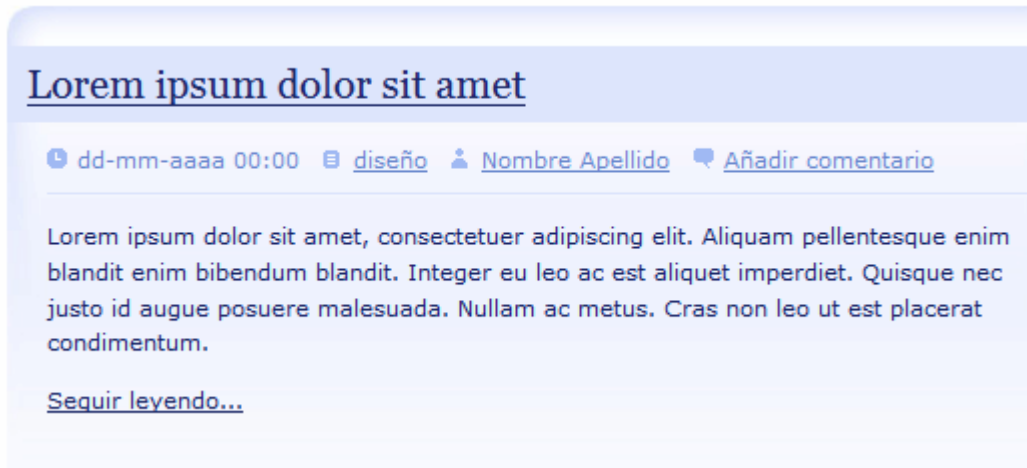 Lorem ipsum dolor sit amet
dd-mm-aaaa 00:00 diseño Nombre Apellido Añadir comentario
Lorem ipsum dolor sit amet, consectetuer adipiscing elit. Aliquam pellentesque enim
blandit enim bibendum blandit. Integer eu leo ac est aliquet imperdiet. Quisque nec
justo id augue posuere malesuada. Nullam ac metus. Cras non leo ut est placerat
condimentum.
Seguir leyendo...